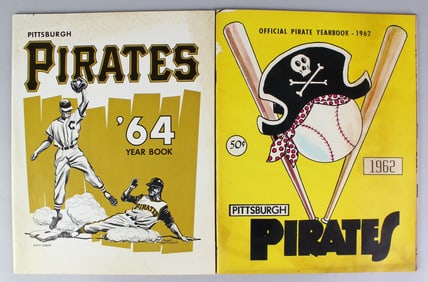 PITTSBURGH
PIRATES
'64
YEAR BOOK
C
PIRATES
OFFICIAL PIRATE YEARBOOK - 1962
50¢
1962
PITTSBURGH
PIRATES